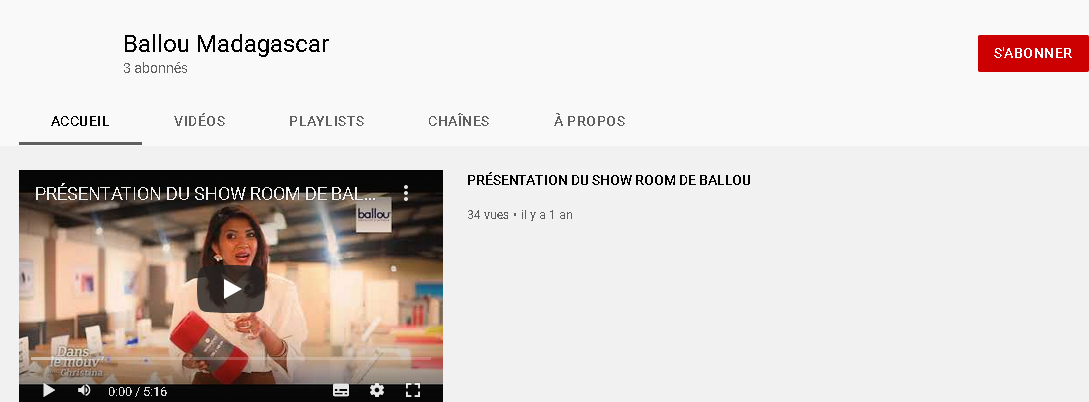 Ballou Madagascar
3 abonnés
S'ABONNER
ACCUEIL VIDÉOS PLAYLISTS CHAÎNES À PROPOS
PRÉSENTATION DU SHOW ROOM DE BAL...
ballou
Dans
le mouv'
Christina
0:00 / 5:16
PRÉSENTATION DU SHOW ROOM DE BALLOU
34 vues • il y a 1 an